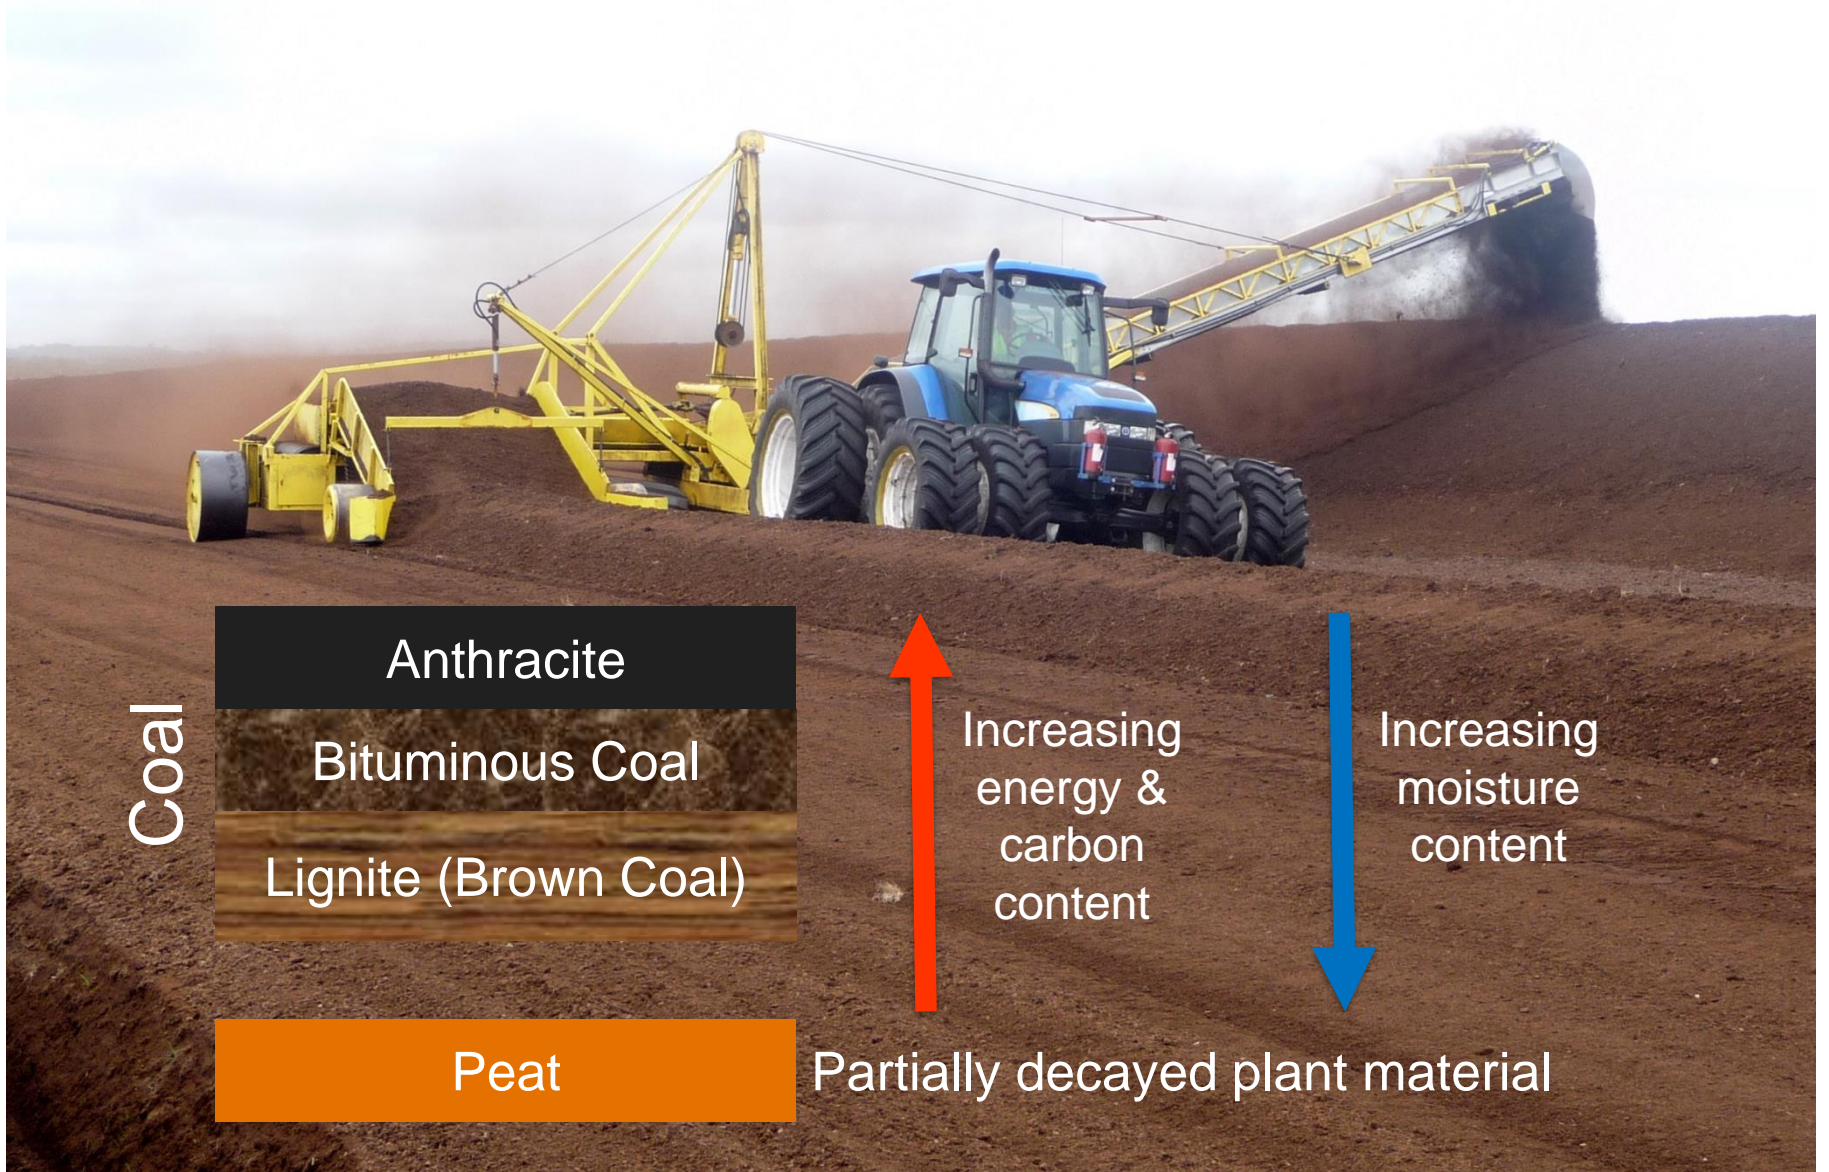 Coal
Anthracite
Bituminous Coal
Lignite (Brown Coal)
Peat
Increasing
energy &
carbon
content
Increasing
moisture
content
Partially decayed plant material